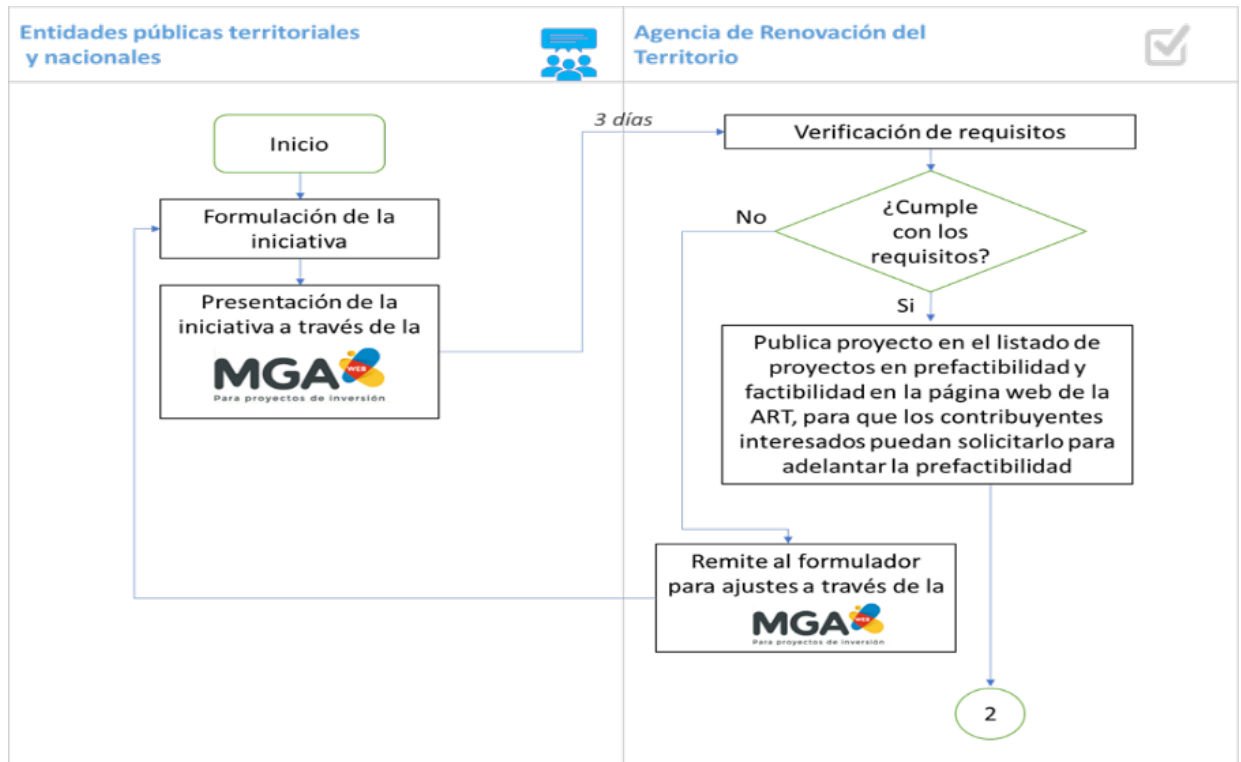 Entidades públicas territoriales
y nacionales
Agencia de Renovación del
Territorio
Inicio
Formulación de la
iniciativa
Presentación de la
iniciativa a través de la
MGA WEB
Para proyectos de inversión
3 días
Verificación de requisitos
¿Cumple
con los
requisitos?
No
Si
Publica proyecto en el listado de
proyectos en prefactibilidad y
factibilidad en la página web de la
ART, para que los contribuyentes
interesados puedan solicitarlo para
adelantar la prefactibilidad
Remite al formulador
para ajustes a través de la
MGA WEB
Para proyectos de inversión
2